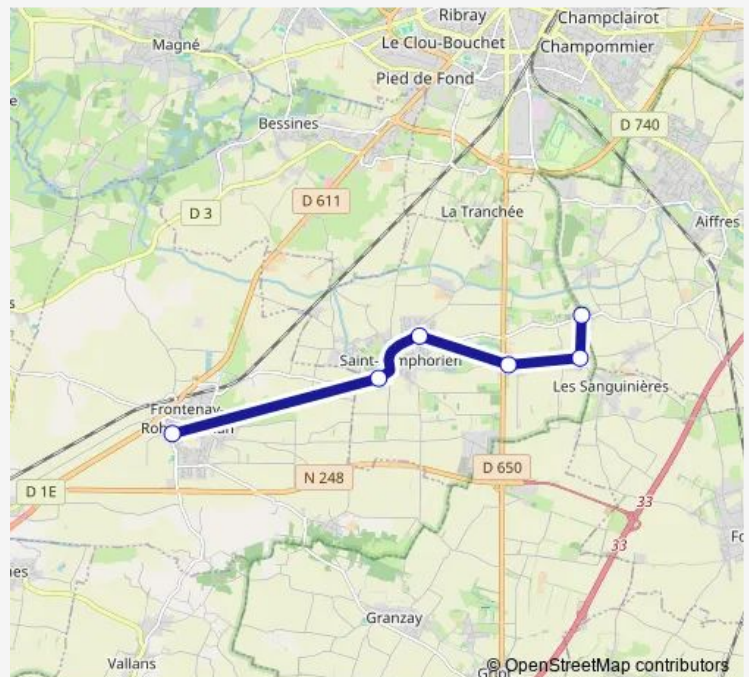 Ribray
Champclairot
Magné
Le Clou-Bouchet
Champommier
Pied de Fond
Bessines
D 740
D 611
D 3
La Tranchée
Aiffres
Les Sanguinières
Frontenay
D 650
N 248
D 1E
33
33
Granzay
Vallans
© OpenStreetMap contributors